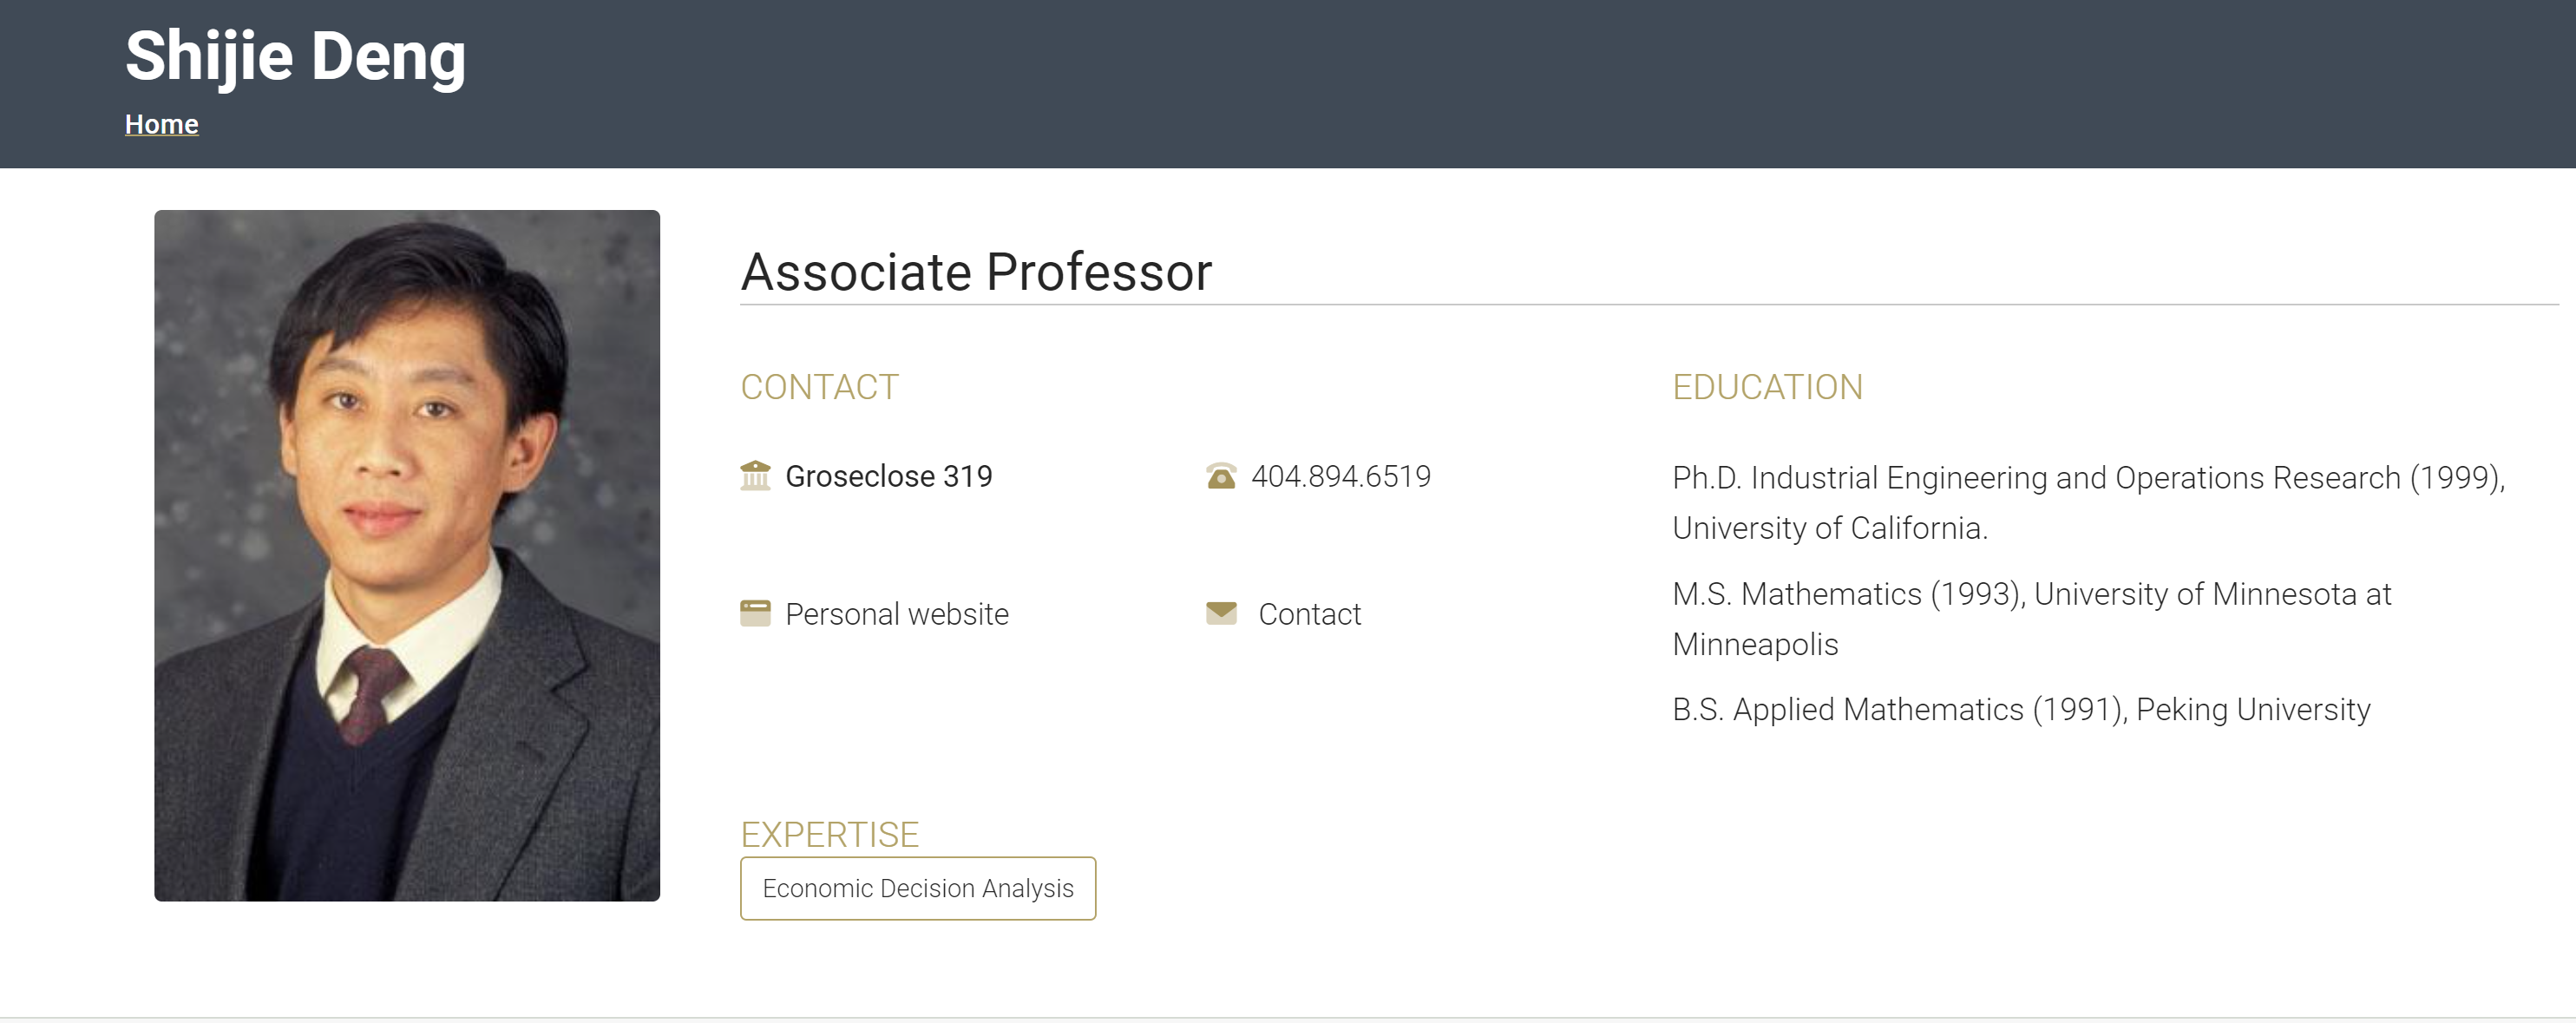 Shijie Deng
Home
Associate Professor
CONTACT
Groseclose 319
404.894.6519
Personal website
Contact
EDUCATION
Ph.D. Industrial Engineering and Operations Research (1999),
University of California.
M.S. Mathematics (1993), University of Minnesota at
Minneapolis
B.S. Applied Mathematics (1991), Peking University
EXPERTISE
Economic Decision Analysis